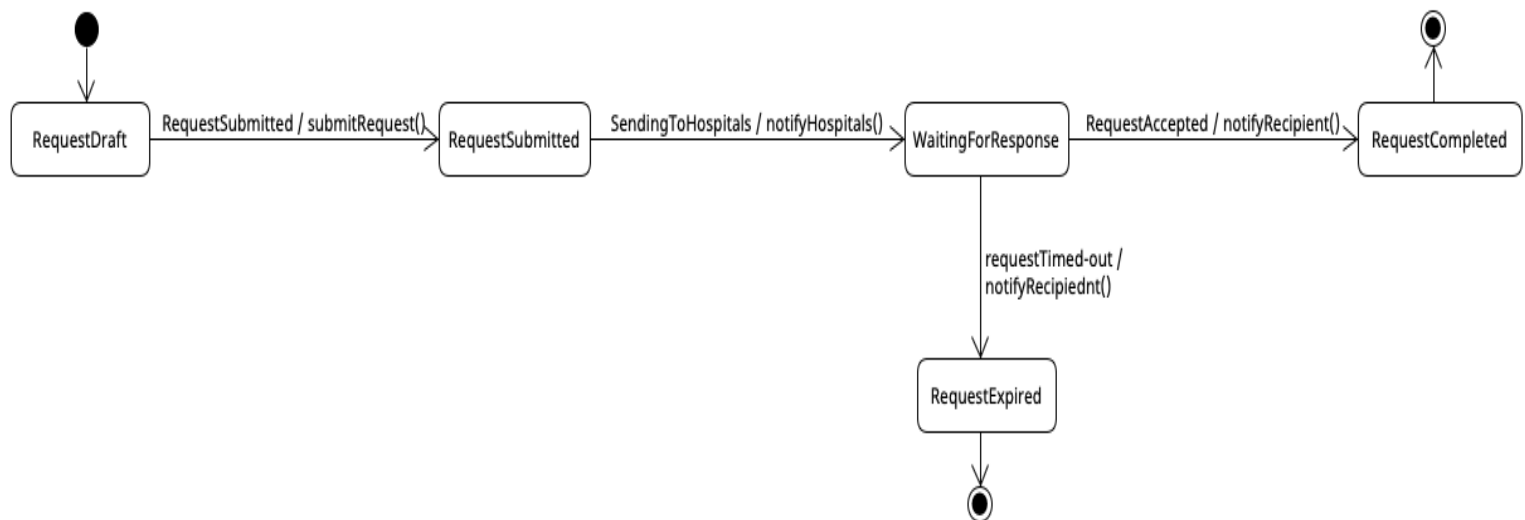 RequestDraft
RequestSubmitted / submitRequest()
RequestSubmitted
SendingToHospitals / notifyHospitals()
WaitingForResponse
RequestAccepted / notifyRecipient()
RequestCompleted
requestTimed-out /
notifyRecipiednt()
RequestExpired